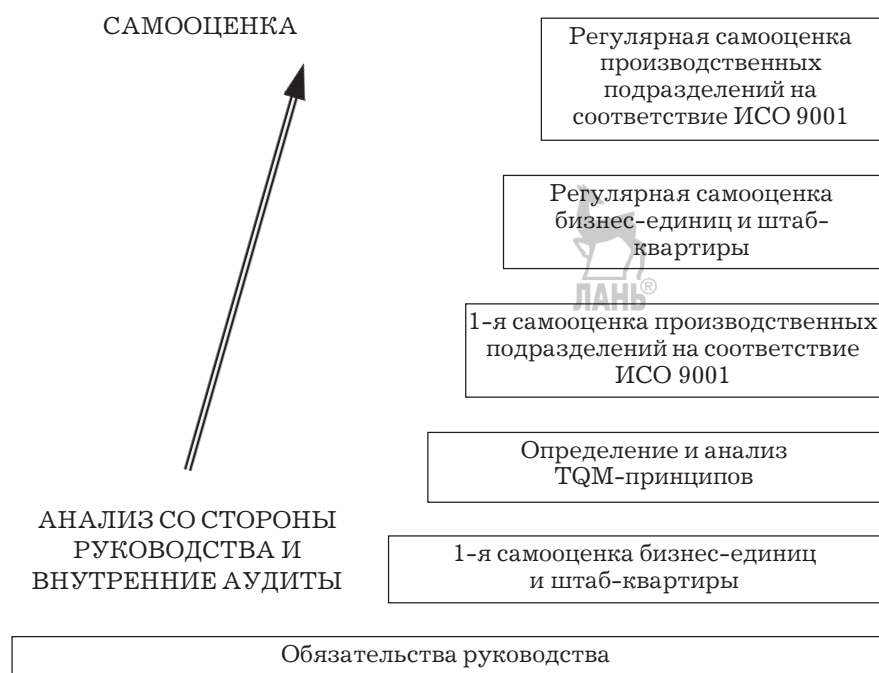 САМООЦЕНКА
Регулярная самооценка
производственных
подразделений на
соответствие ИСО 9001
Регулярная самооценка
бизнес-единиц и штаб-
квартиры
ЛАНЬ®
1-я самооценка производственных
подразделений на соответствие
ИСО 9001
Определение и анализ
TQM-принципов
АНАЛИЗ СО СТОРОНЫ
РУКОВОДСТВА И
ВНУТРЕННИЕ АУДИТЫ
1-я самооценка бизнес-единиц
и штаб-квартиры
Обязательства руководства